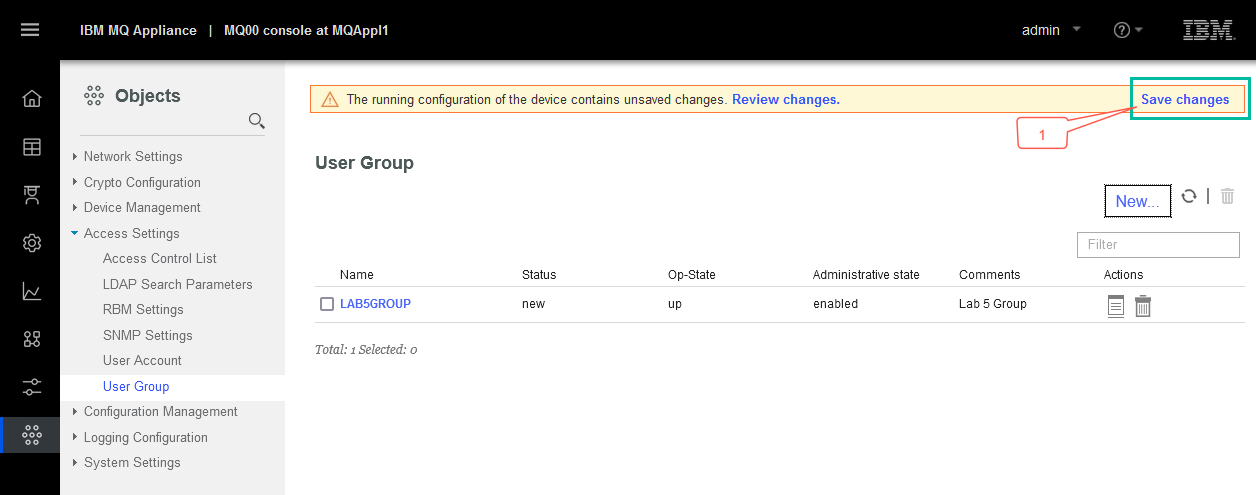 IBM MQ Appliance | MQ00 console at MQAppl1
admin
IBM
Objects
The running configuration of the device contains unsaved changes. Review changes.
Save changes
1
Network Settings
Crypto Configuration
Device Management
Access Settings
Access Control List
LDAP Search Parameters
RBM Settings
SNMP Settings
User Account
User Group
Configuration Management
Logging Configuration
System Settings
User Group
New...
Filter
Name Status Op-State Administrative state Comments Actions
LAB5GROUP new up enabled Lab 5 Group
Total: 1 Selected: 0